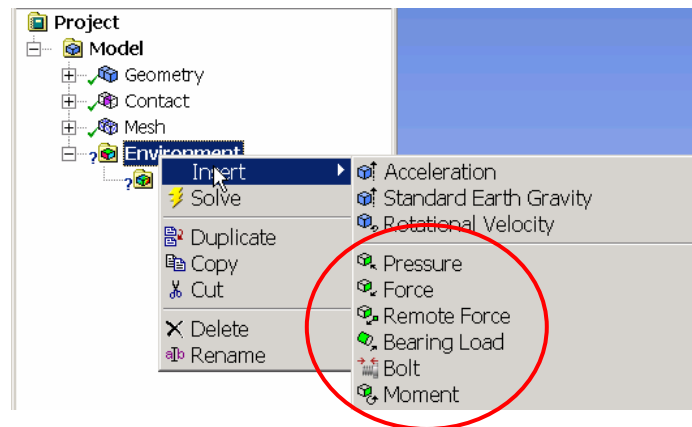 Project
Model
Geometry
Contact
Mesh
Environment
Insert
Solve
Duplicate
Copy
Cut
Delete
Rename
Acceleration
Standard Earth Gravity
Rotational Velocity
Pressure
Force
Remote Force
Bearing Load
Bolt
Moment